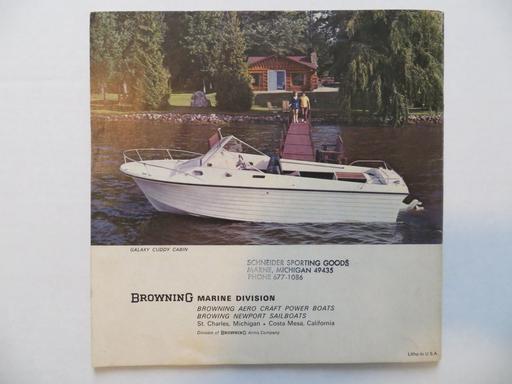 GALAXY CUDDY CABIN
SCHNEIDER SPORTING GOODS
MARNE, MICHIGAN 49435
PHONE 677-1086
BROWNING MARINE DIVISION
BROWNING AERO CRAFT POWER BOATS
BROWING NEWPORT SAILBOATS
St. Charles, Michigan • Costa Mesa, California
Division of BROWNING Arms Company
Litho in U.S.A.